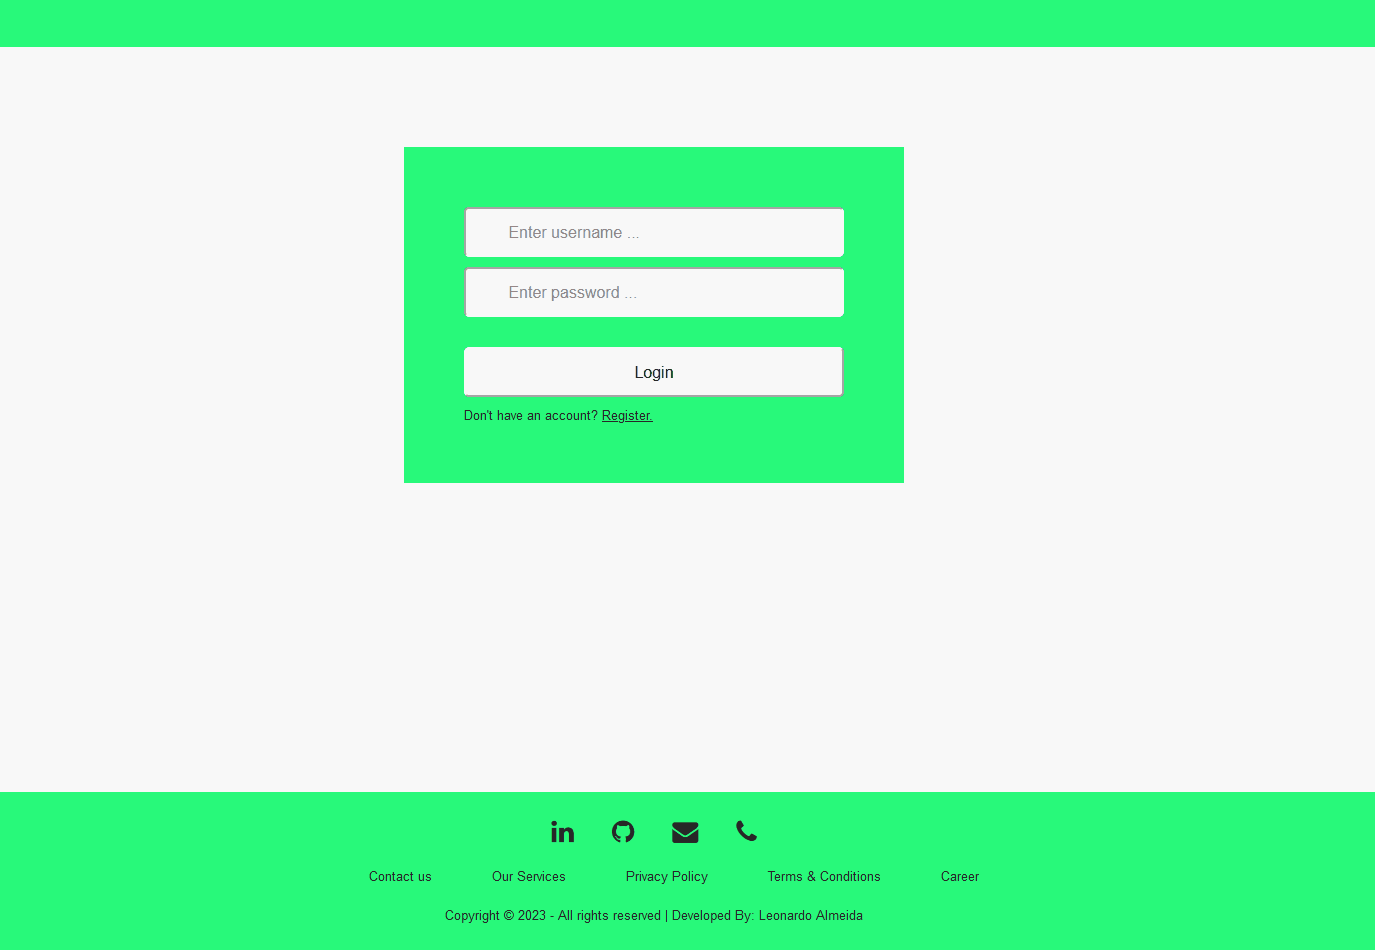 Enter username ...
Enter password ...
Login
Don't have an account? Register.
Contact us Our Services Privacy Policy Terms & Conditions Career
Copyright © 2023 - All rights reserved | Developed By: Leonardo Almeida